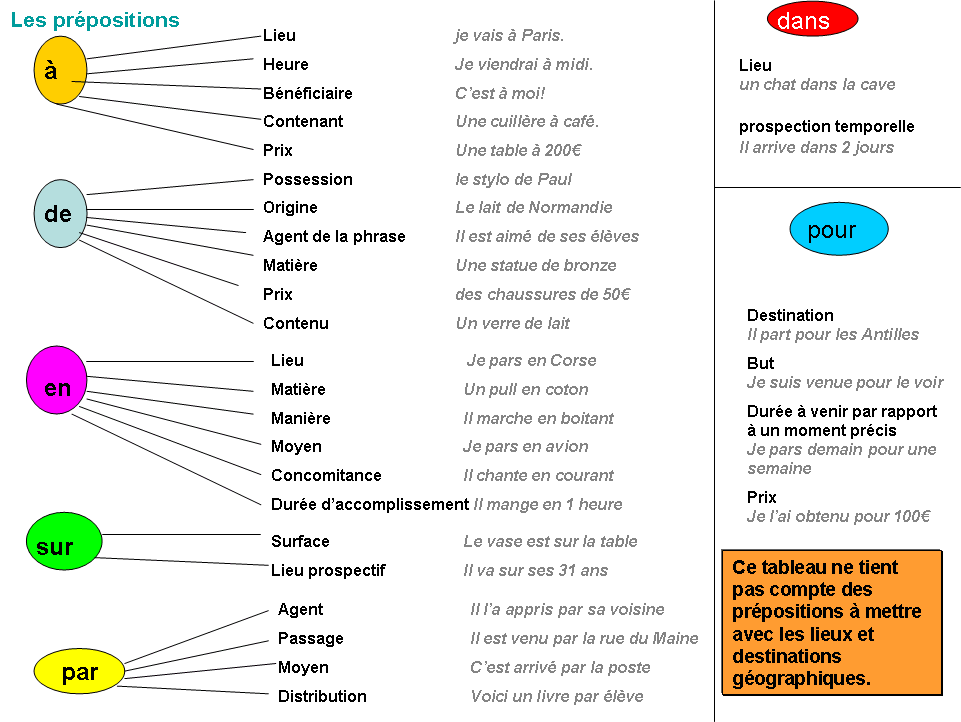 Les prépositions
à
Lieu je vais à Paris.
Heure Je viendrai à midi.
Bénéficiaire C'est à moi!
Contenant Une cuillère à café.
Prix Une table à 200€
de
Possession le stylo de Paul
Origine Le lait de Normandie
Agent de la phrase Il est aimé de ses élèves
Matière Une statue de bronze
Prix des chaussures de 50€
Contenu Un verre de lait
en
Lieu Je pars en Corse
Matière Un pull en coton
Manière Il marche en boitant
Moyen Je pars en avion
Concomitance Il chante en courant
Durée d'accomplissement Il mange en 1 heure
sur
Surface Le vase est sur la table
Lieu prospectif Il va sur ses 31 ans
par
Agent Il l'a appris par sa voisine
Passage Il est venu par la rue du Maine
Moyen C'est arrivé par la poste
Distribution Voici un livre par élève
dans
Lieu
un chat dans la cave
prospection temporelle
Il arrive dans 2 jours
pour
Destination
Il part pour les Antilles
But
Je suis venue pour le voir
Durée à venir par rapport
à un moment précis
Je pars demain pour une
semaine
Prix
Je l'ai obtenu pour 100€
Ce tableau ne tient
pas compte des
prépositions à mettre
avec les lieux et
destinations
géographiques.